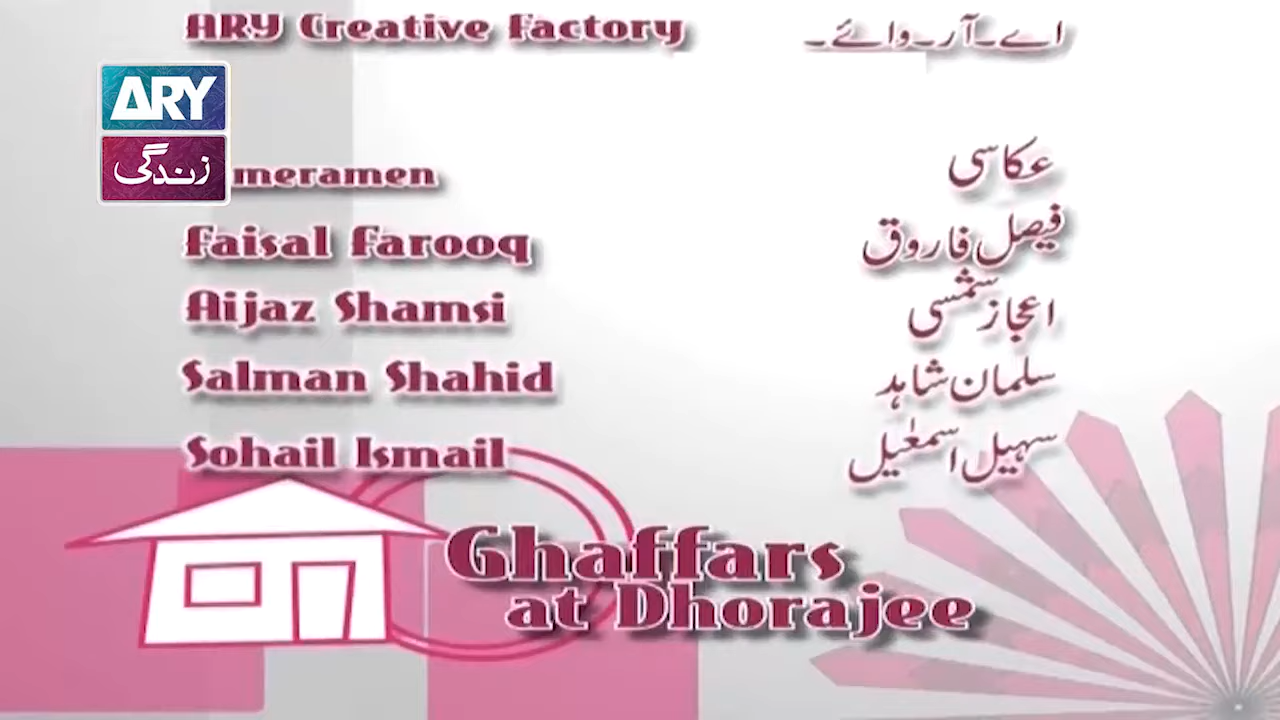 ARY Creative Factory
اے۔آر۔وائے۔
ARY
زندگی
meramen
عکاسی
Faisal Farooq
فیصل فاروق
Aijaz Shamsi
اعجاز شمسی
Salman Shahid
سلمان شاہد
Sohail Ismail
سہیل اسمٰعیل
Ghaffars
at Dhorajee